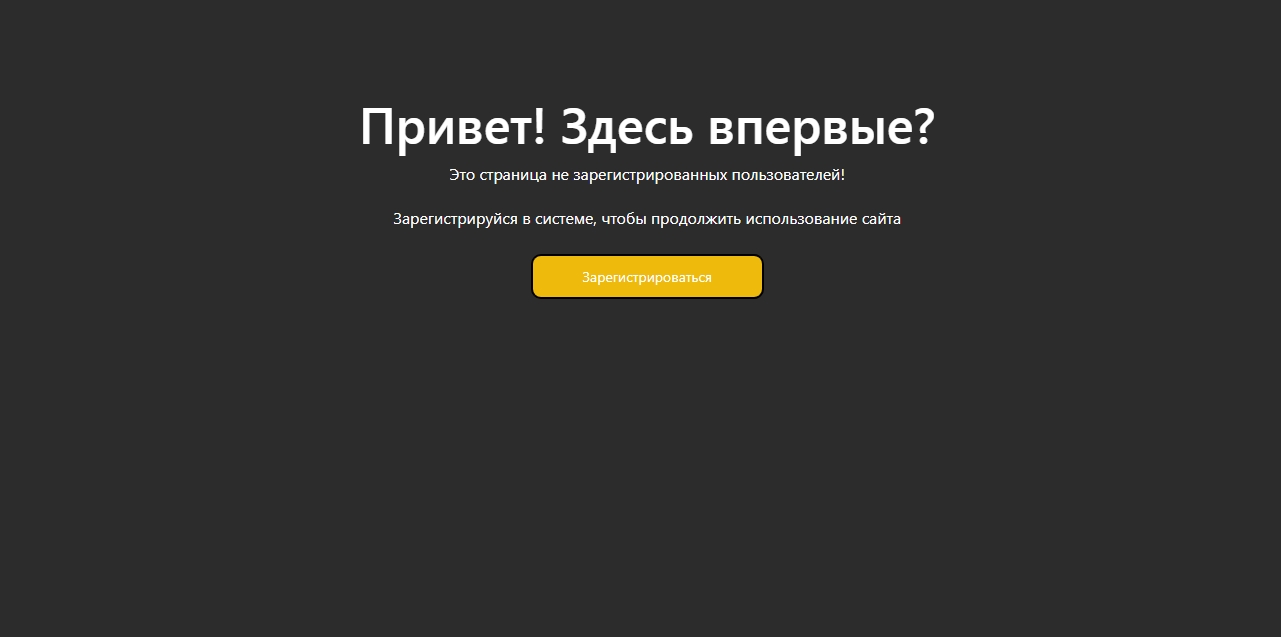 Привет! Здесь впервые?
Это страница не зарегистрированных пользователей!
Зарегистрируйся в системе, чтобы продолжить использование сайта
Зарегистрироваться